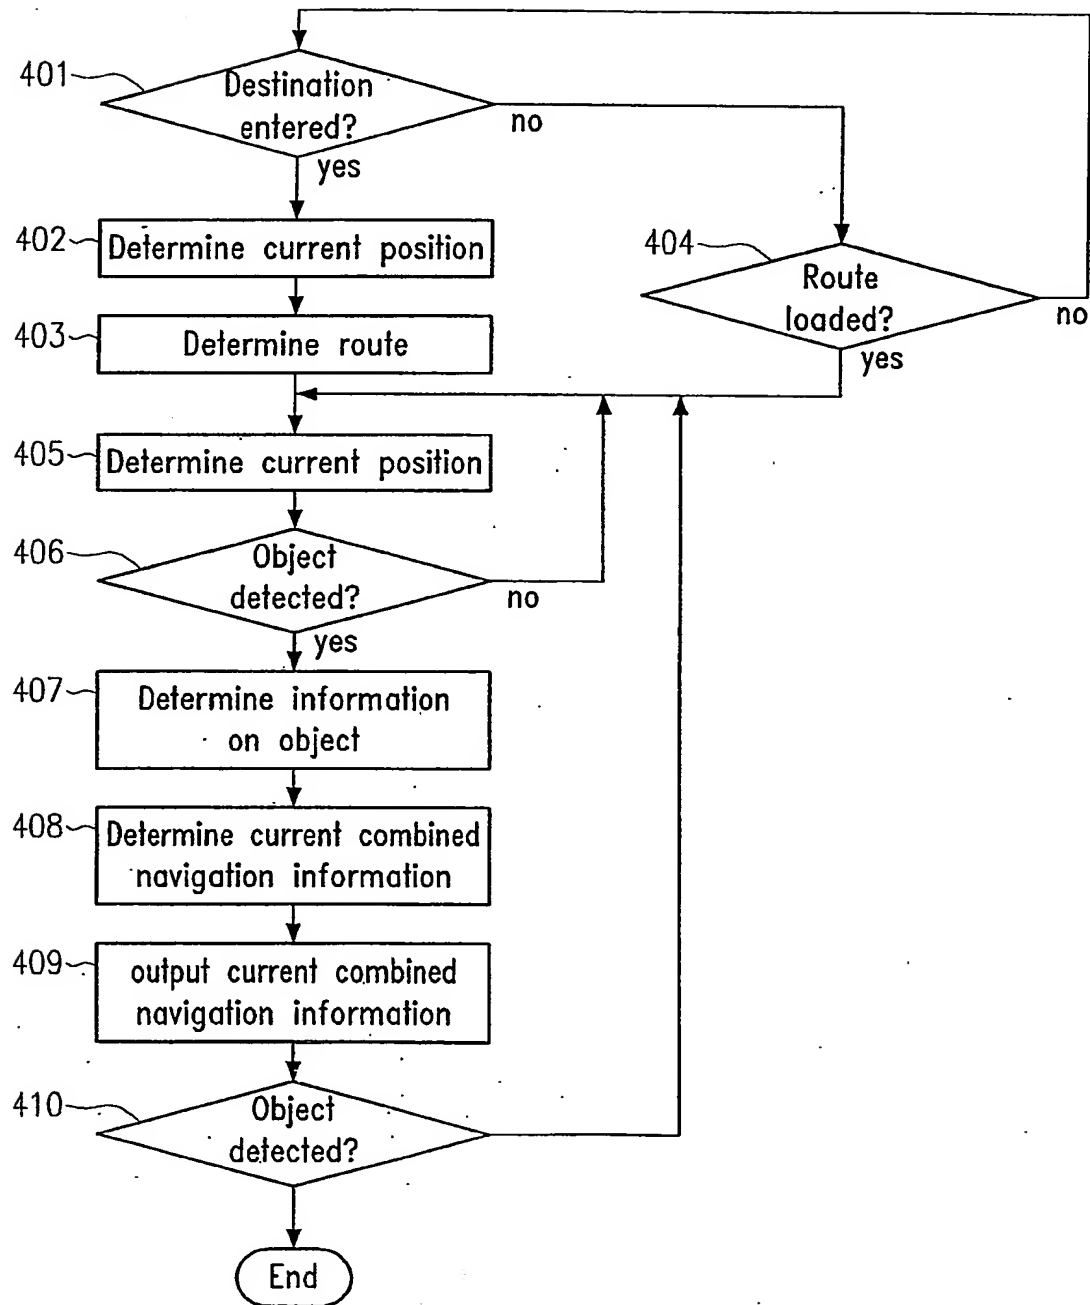 401
Destination
entered?
no
yes
402
Determine current position
404
Route
loaded?
no
yes
403
Determine route
405
Determine current position
406
Object
detected?
no
yes
407
Determine information
on object
408
Determine current combined
navigation information
409
output current combined
navigation information
410
Object
detected?
End